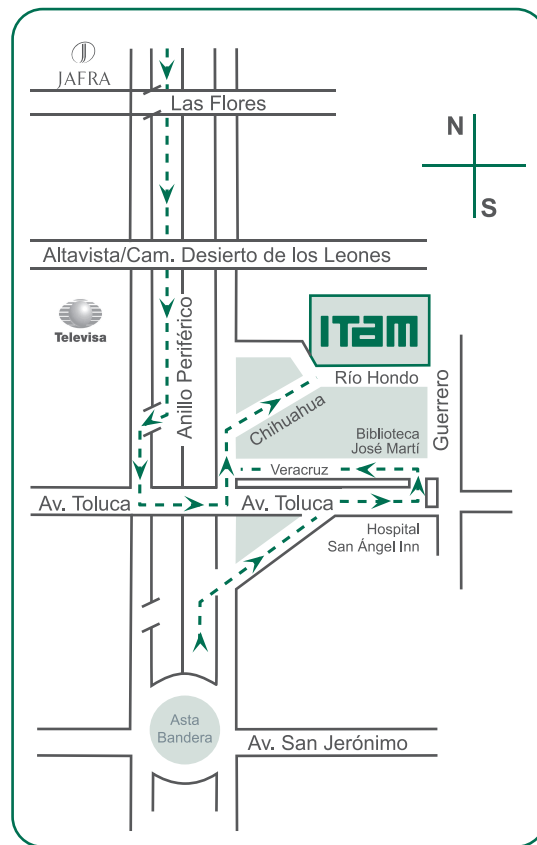 JAFRA
Las Flores
N
S
Altavista/Cam. Desierto de los Leones
Televisa
Anillo Periférico
ITAM
Río Hondo
Chihuahua
Guerrero
Biblioteca
José Martí
Veracruz
Av. Toluca
Av. Toluca
Hospital
San Ángel Inn
Asta
Bandera
Av. San Jerónimo